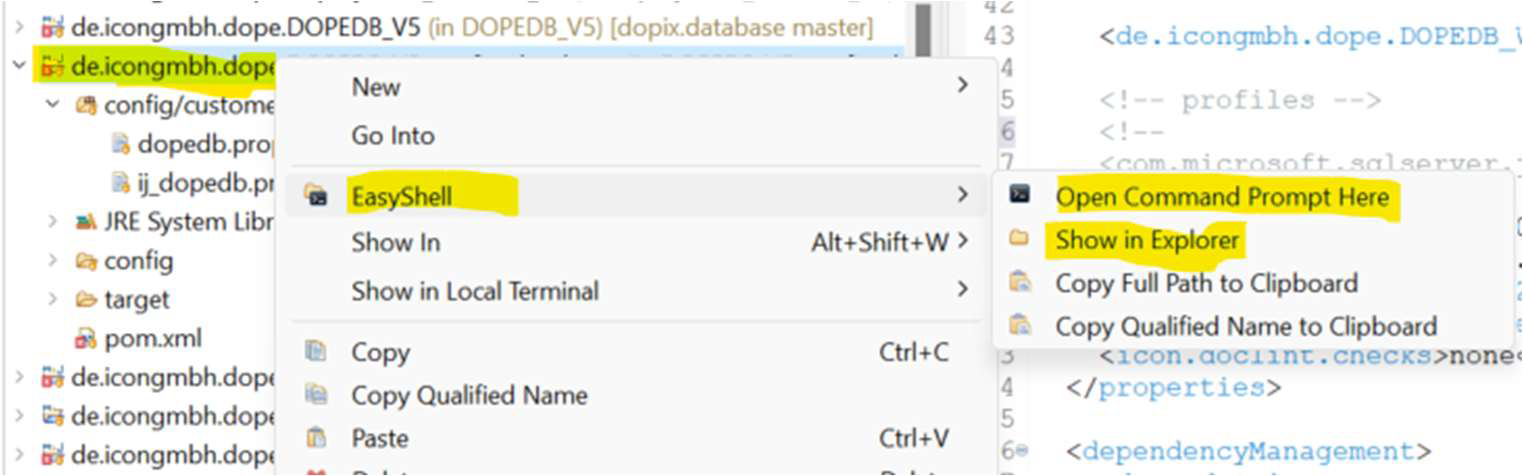 de.icongmbh.dope.DOPEDB_V5 (in DOPEDB_V5) [dopix.database master]
de.icongmbh.dope
config/custome
dopedb.pro
ij_dopedb.pr
JRE System Libr
config
target
pom.xml
de.icongmbh.dope
de.icongmbh.dope
de.icongmbh.dope
New
Go Into
EasyShell
Show In Alt+Shift+W
Show in Local Terminal
Copy Ctrl+C
Copy Qualified Name
Paste Ctrl+V
Open Command Prompt Here
Show in Explorer
Copy Full Path to Clipboard
Copy Qualified Name to Clipboard
42
43 <de.icongmbh.dope.DOPEDB_
4
5 <!-- profiles -->
6 <!--
7 <com.microsoft.sqlserver.
3 <icon.doclint.checks>none<
4 </properties>
5
6 <dependencyManagement>